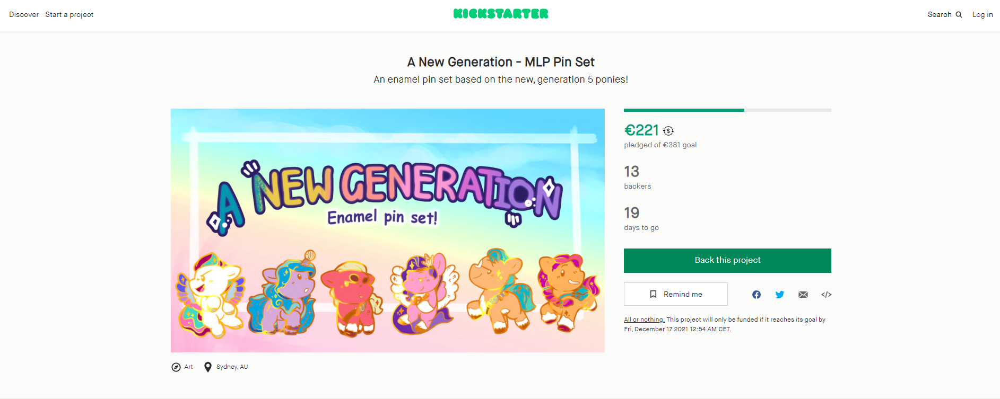 Discover Start a project KICKSTARTER Search Log in
A New Generation - MLP Pin Set
An enamel pin set based on the new, generation 5 ponies!
A NEW GENERATION
Enamel pin set!
€221
pledged of €381 goal
13
backers
19
days to go
Back this project
Remind me
All or nothing. This project will only be funded if it reaches its goal by
Fri, December 17 2021 12:54 AM CET.
Art Sydney, AU